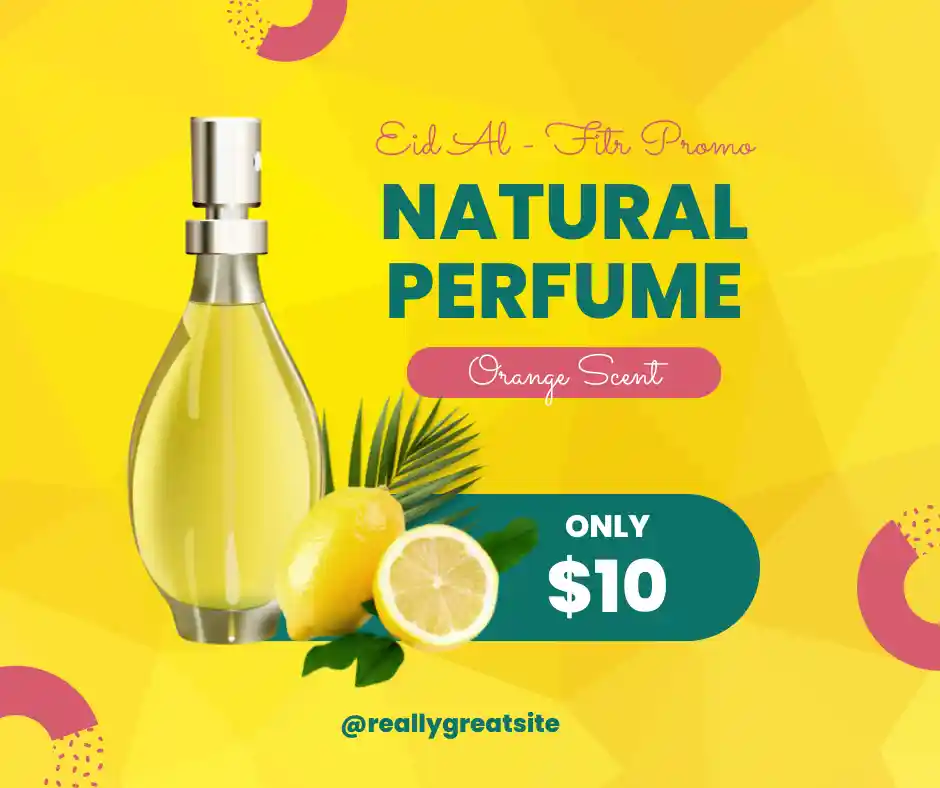 Eid Al - Fitr Promo
NATURAL
PERFUME
Orange Scent
ONLY
$10
@reallygreatsite